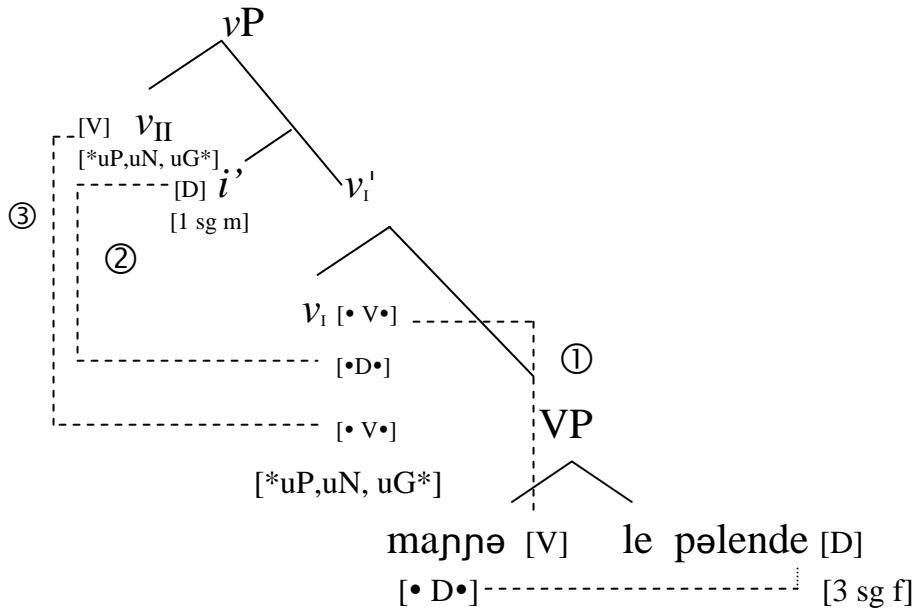 vP
[V] vII
[*uP,uN, uG*]
[D] i’ vI'
[1 sg m]
③
②
vI [• V•]
①
[•D•]
VP
[• V•]
[*uP,uN, uG*]
maɲɲə [V] le pəlende [D]
[• D•] [3 sg f]